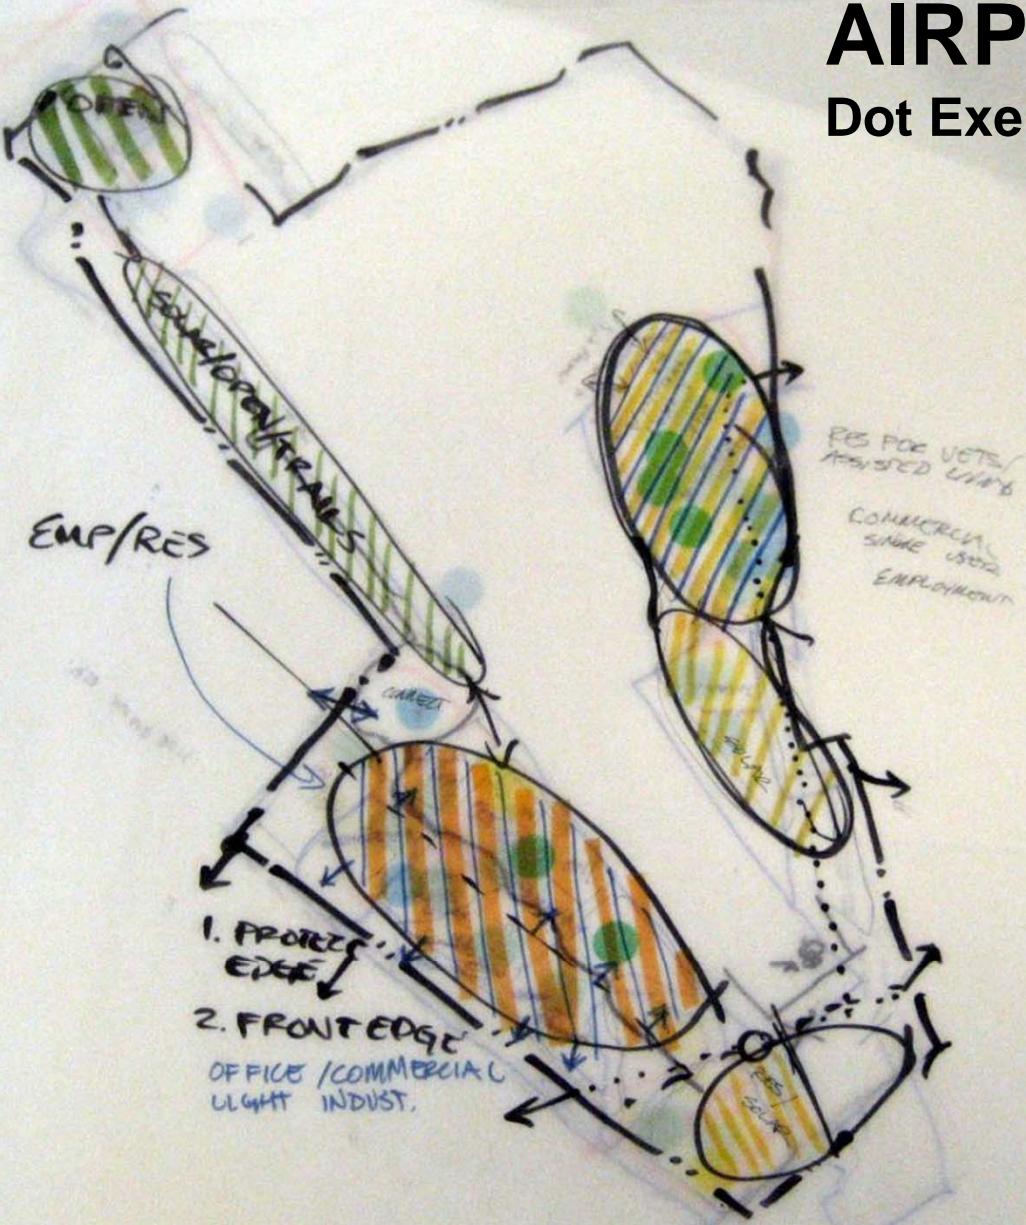 AIRP
Dot Exe
OPEN
SOLAR/OPEN/TRAILS
RES FOR VETS/
ASSISTED LIVING
COMMERCIAL
SINGLE USER
EMPLOYMENT
EMP/RES
CONNECT
SOLAR
1. PROTECT
EDGE
2. FRONT EDGE
OFFICE/COMMERCIAL
LIGHT INDUST.
RES/
SOLAR